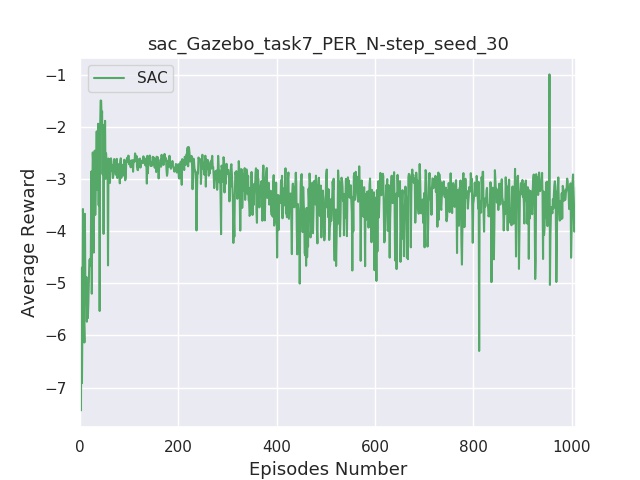 sac_Gazebo_task7_PER_N-step_seed_30
SAC
−1
−2
−3
−4
−5
−6
−7
Average Reward
0 200 400 600 800 1000
Episodes Number